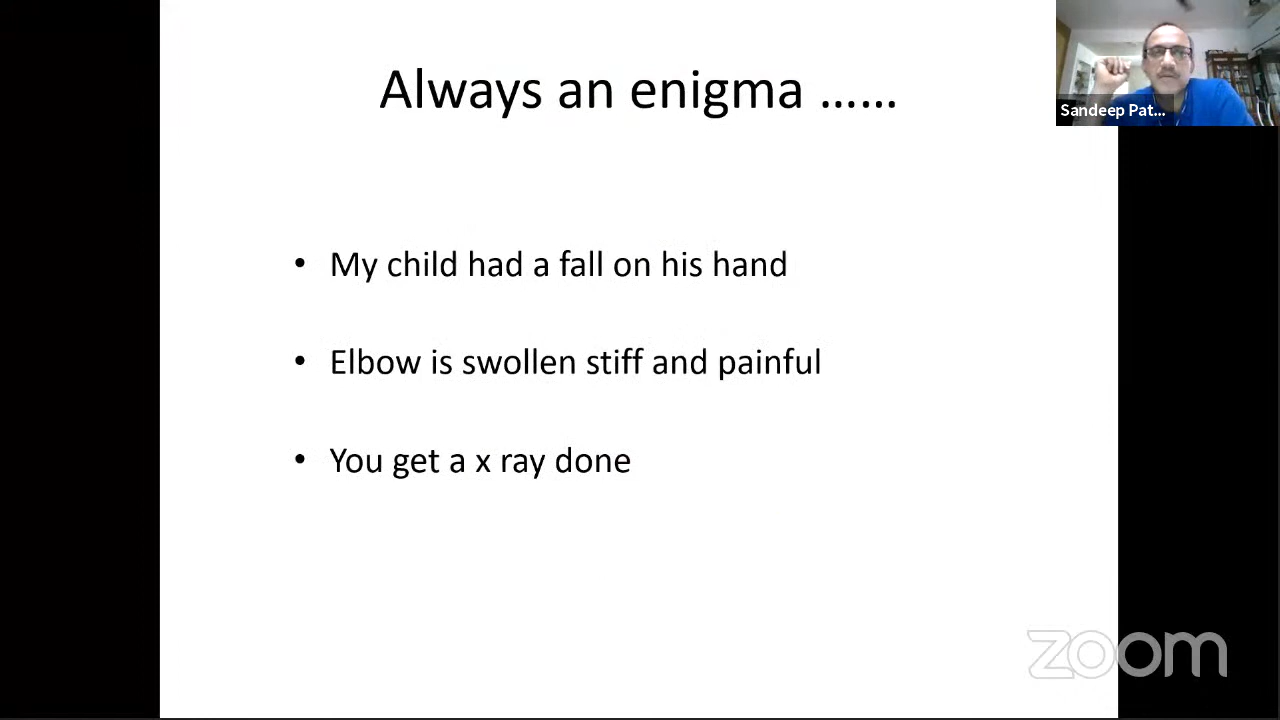 Always an enigma ......
Sandeep Pat...
• My child had a fall on his hand
• Elbow is swollen stiff and painful
• You get a x ray done
zoom